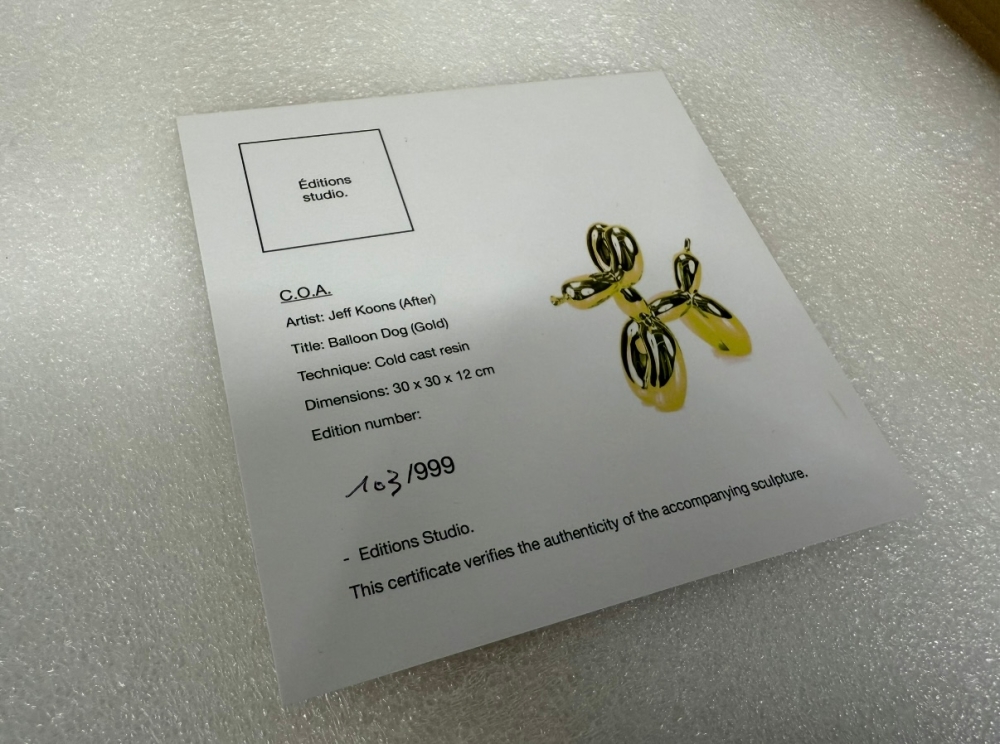 Éditions
studio.
C.O.A.
Artist: Jeff Koons (After)
Title: Balloon Dog (Gold)
Technique: Cold cast resin
Dimensions: 30 x 30 x 12 cm
Edition number:
103/999
- Editions Studio.
This certificate verifies the authenticity of the accompanying sculpture.